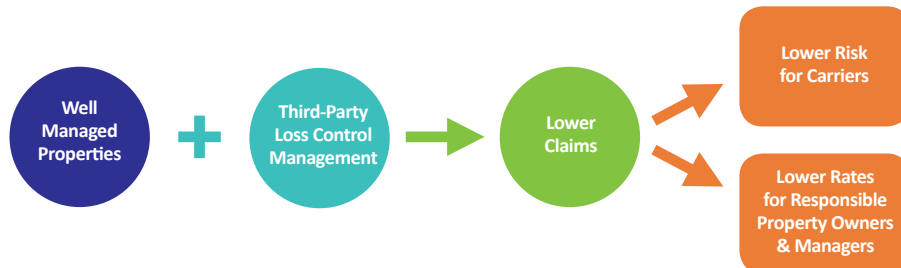 Well
Managed
Properties
Third-Party
Loss Control
Management
Lower
Claims
Lower Risk
for Carriers
Lower Rates
for Responsible
Property Owners
& Managers